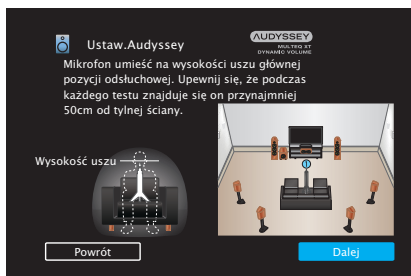 Ustaw.Audyssey
AUDYSSEY
MULTEQ XT
DYNAMIC VOLUME
Mikrofon umieść na wysokości uszu głównej
pozycji odsłuchowej. Upewnij się, że podczas
każdego testu znajduje się on przynajmniej
50cm od tylnej ściany.
Wysokość uszu
Powrót
Dalej